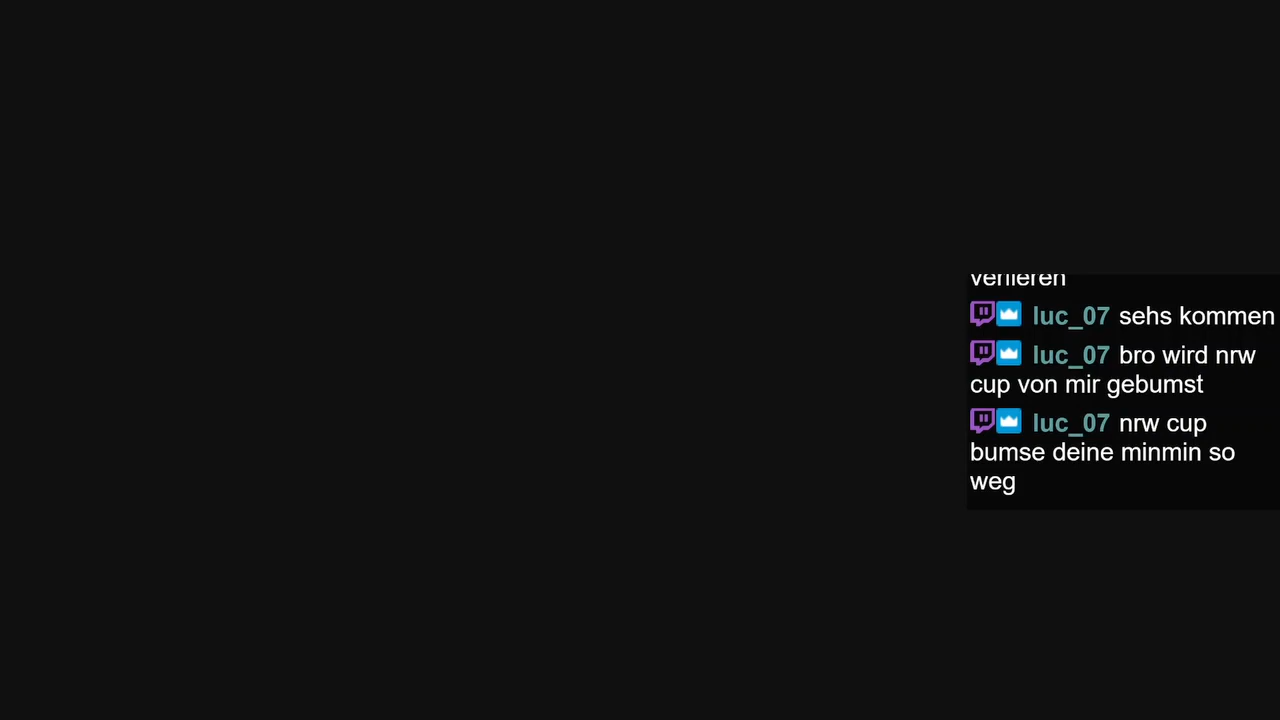 verlieren
luc_07 sehs kommen
luc_07 bro wird nrw
cup von mir gebumst
luc_07 nrw cup
bumse deine minmin so
weg